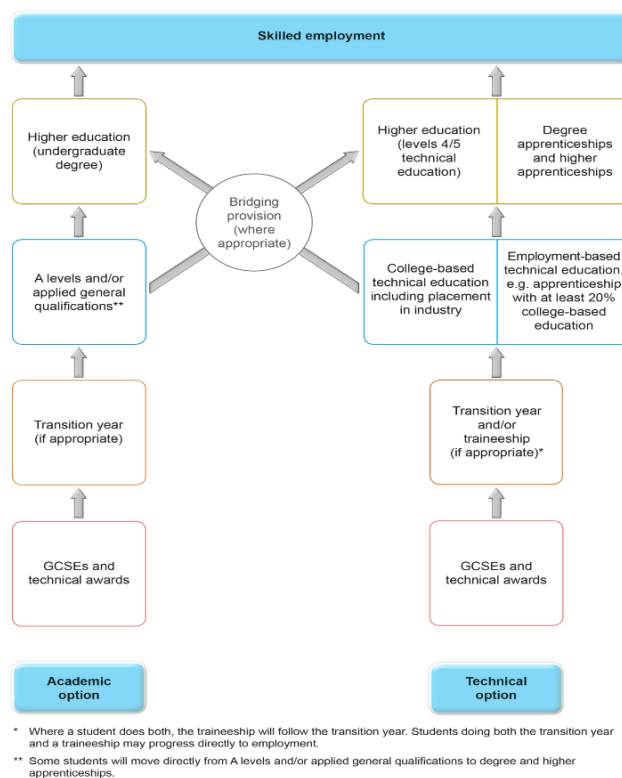 Skilled employment
Higher education
(undergraduate
degree)
Higher education
(levels 4/5
technical
education)
Degree
apprenticeships
and higher
apprenticeships
Bridging
provision
(where
appropriate)
A levels and/or
applied general
qualifications**
College-based
technical education
including placement
in industry
Employment-based
technical education,
e.g. apprenticeship
with at least 20%
college-based
education
Transition year
(if appropriate)
Transition year
and/or
traineeship
(if appropriate)*
GCSEs and
technical awards
GCSEs and
technical awards
Academic
option
Technical
option
* Where a student does both, the traineeship will follow the transition year. Students doing both the transition year
and a traineeship may progress directly to employment.
** Some students will move directly from A levels and/or applied general qualifications to degree and higher
apprenticeships.